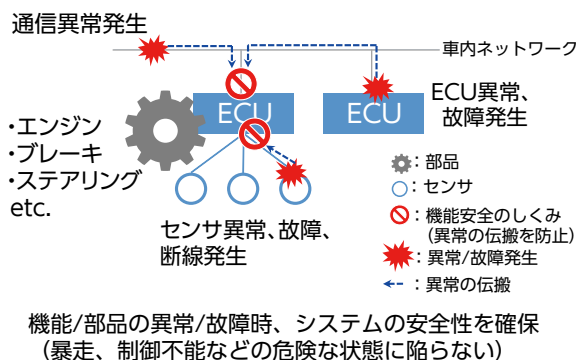 通信異常発生
車内ネットワーク
ECU
ECU
ECU異常、
故障発生
・エンジン
・ブレーキ
・ステアリング
etc.
センサ異常、故障、
断線発生
：部品
：センサ
：機能安全のしくみ
（異常の伝搬を防止）
：異常/故障発生
：異常の伝搬
機能/部品の異常/故障時、システムの安全性を確保
（暴走、制御不能などの危険な状態に陥らない）